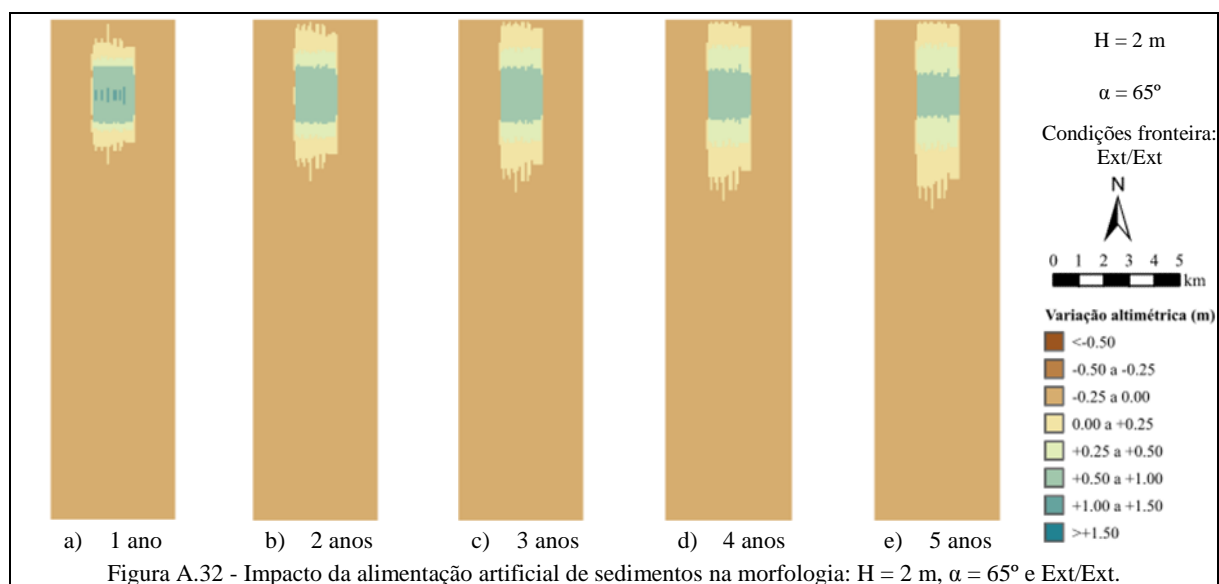 H = 2 m
α = 65º
Condições fronteira:
Ext/Ext
N
0 1 2 3 4 5
km
Variação altimétrica (m)
<-0.50
-0.50 a -0.25
-0.25 a 0.00
0.00 a +0.25
+0.25 a +0.50
+0.50 a +1.00
+1.00 a +1.50
>+1.50
a) 1 ano b) 2 anos c) 3 anos d) 4 anos e) 5 anos
Figura A.32 - Impacto da alimentação artificial de sedimentos na morfologia: H = 2 m, α = 65º e Ext/Ext.